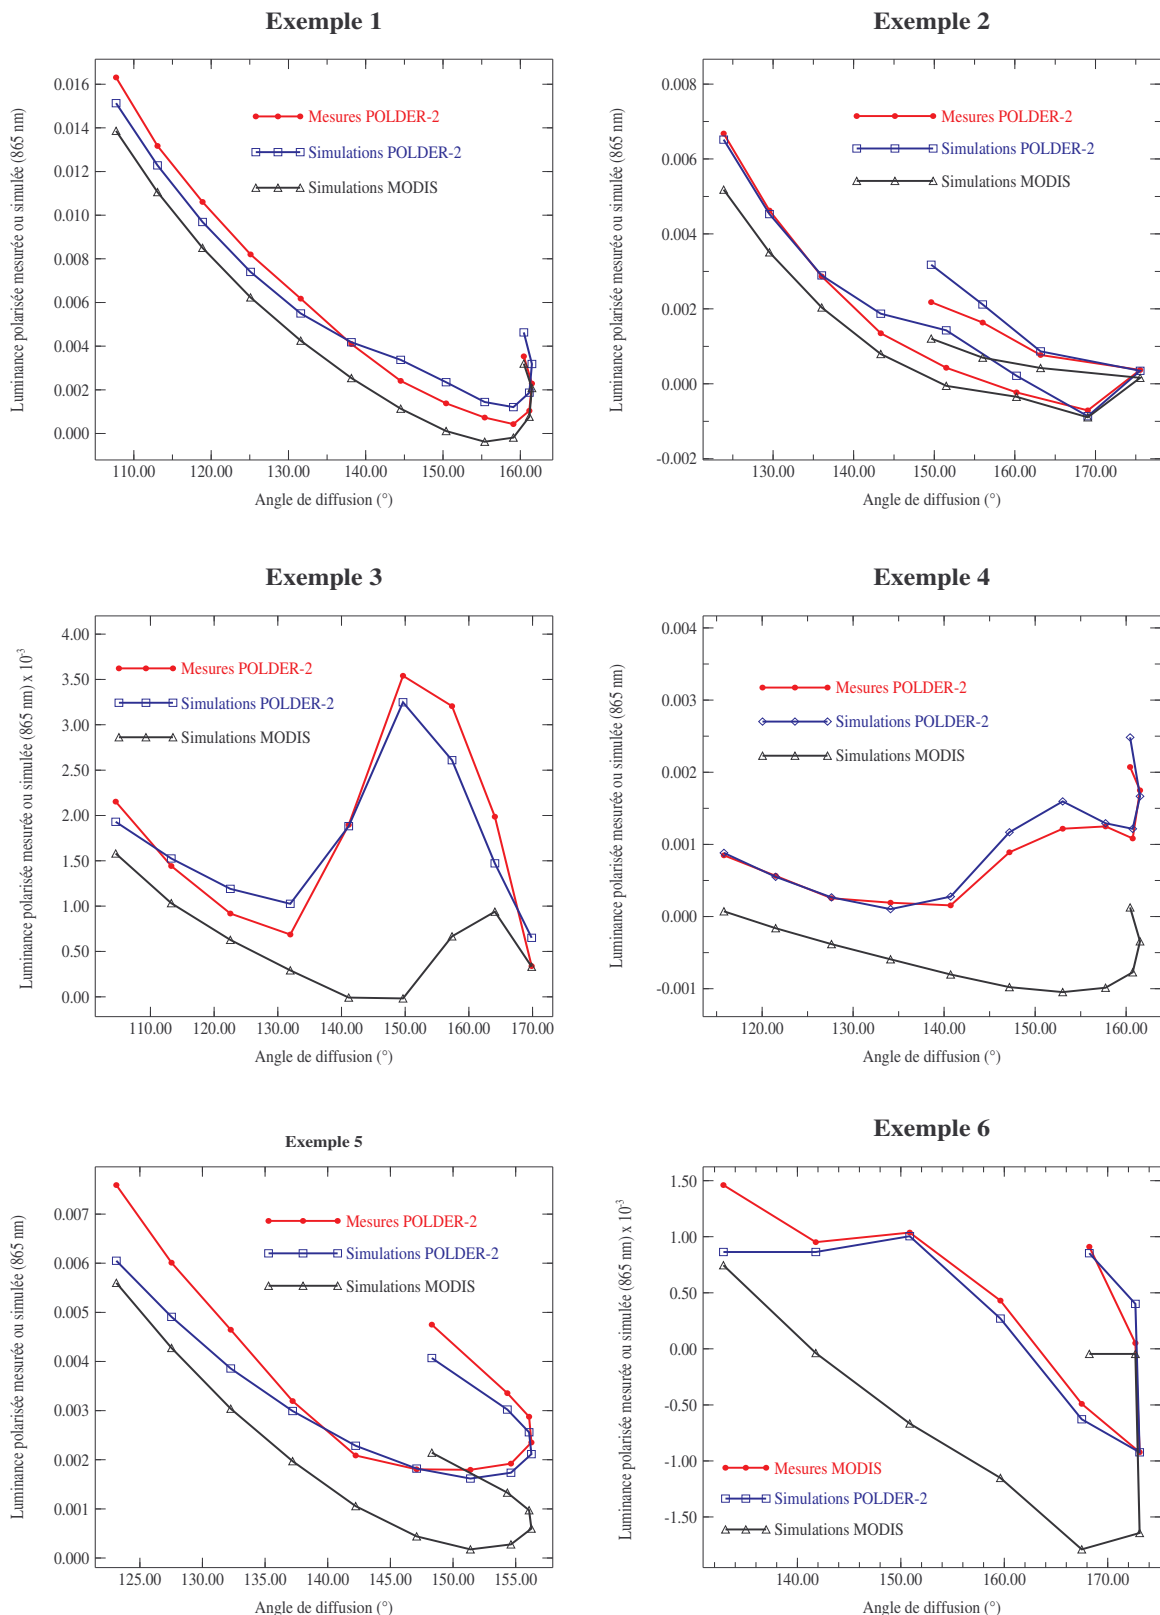 Exemple 1
Luminance polarisée mesurée ou simulée (865 nm)
0.016
0.014
0.012
0.010
0.008
0.006
0.004
0.002
0.000
Mesures POLDER-2
Simulations POLDER-2
Simulations MODIS
110.00 120.00 130.00 140.00 150.00 160.00
Angle de diffusion (°)
Exemple 2
Luminance polarisée mesurée ou simulée (865 nm)
0.008
0.006
0.004
0.002
0.000
-0.002
Mesures POLDER-2
Simulations POLDER-2
Simulations MODIS
130.00 140.00 150.00 160.00 170.00
Angle de diffusion (°)
Exemple 3
Luminance polarisée mesurée ou simulée (865 nm) x 10⁻³
4.00
3.50
3.00
2.50
2.00
1.50
1.00
0.50
0.00
Mesures POLDER-2
Simulations POLDER-2
Simulations MODIS
110.00 120.00 130.00 140.00 150.00 160.00 170.00
Angle de diffusion (°)
Exemple 4
Luminance polarisée mesurée ou simulée (865 nm)
0.004
0.003
0.002
0.001
0.000
-0.001
Mesures POLDER-2
Simulations POLDER-2
Simulations MODIS
120.00 130.00 140.00 150.00 160.00
Angle de diffusion (°)
Exemple 5
Luminance polarisée mesurée ou simulée (865 nm)
0.007
0.006
0.005
0.004
0.003
0.002
0.001
0.000
Mesures POLDER-2
Simulations POLDER-2
Simulations MODIS
125.00 130.00 135.00 140.00 145.00 150.00 155.00
Angle de diffusion (°)
Exemple 6
Luminance polarisée mesurée ou simulée (865 nm) x 10⁻³
1.50
1.00
0.50
0.00
-0.50
-1.00
-1.50
Mesures MODIS
Simulations POLDER-2
Simulations MODIS
140.00 150.00 160.00 170.00
Angle de diffusion (°)